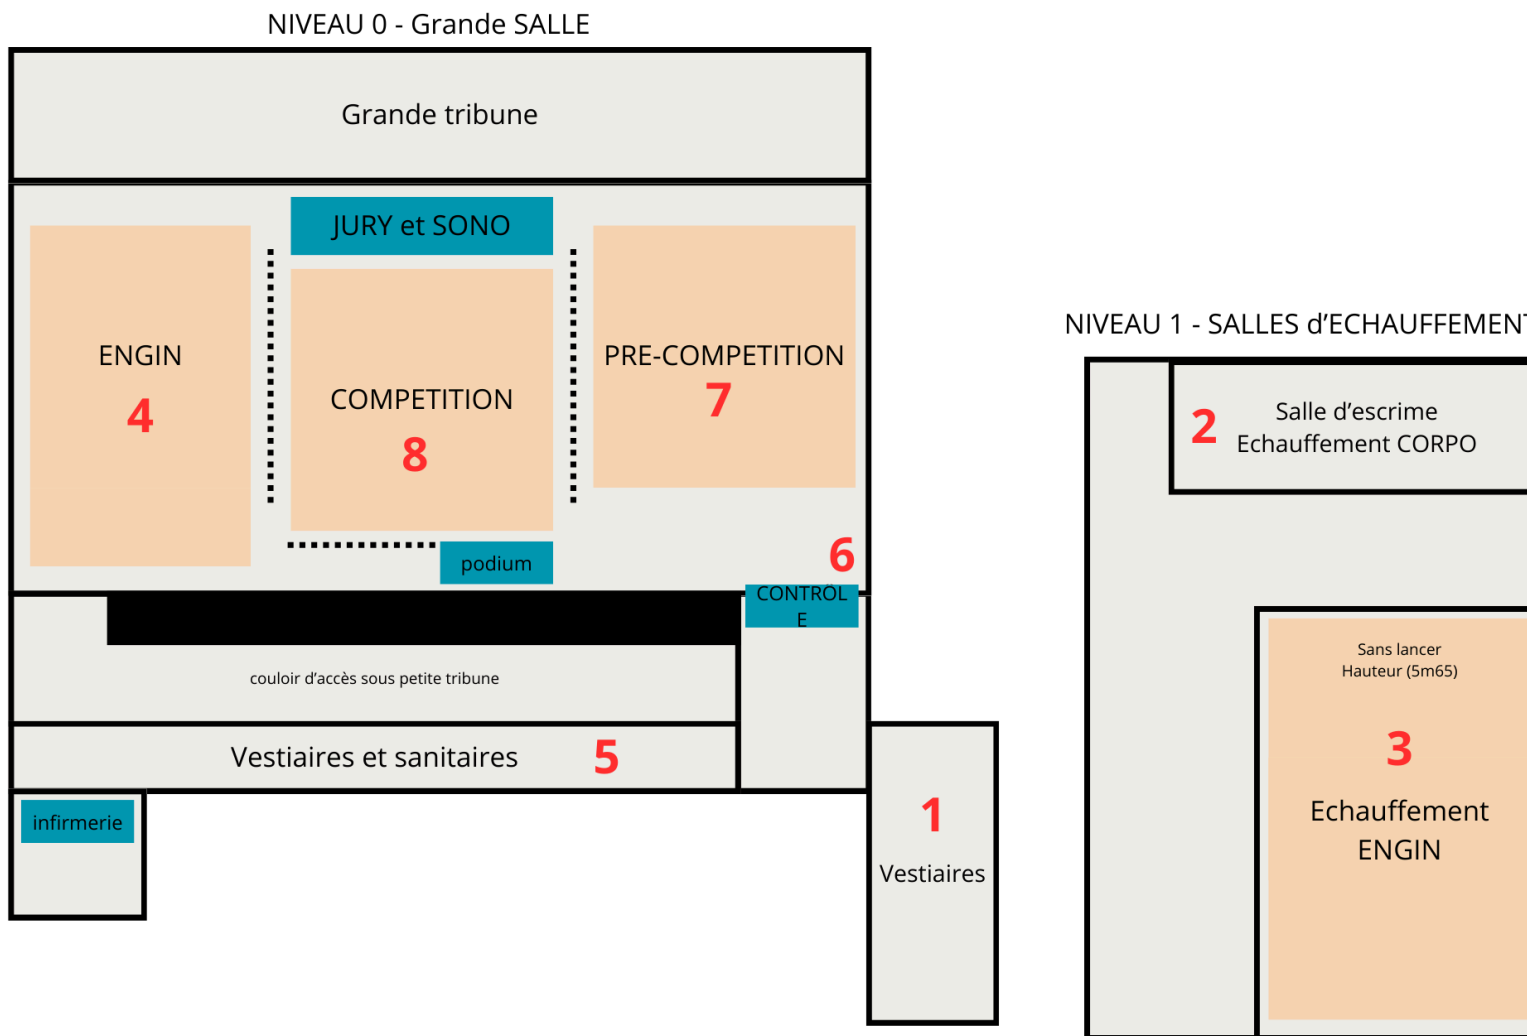 NIVEAU 0 - Grande SALLE
Grande tribune
JURY et SONO
ENGIN
4
COMPETITION
8
PRE-COMPETITION
7
podium
6
CONTRÔL
E
couloir d’accès sous petite tribune
Vestiaires et sanitaires 5
infirmerie
1
Vestiaires
NIVEAU 1 - SALLES d’ECHAUFFEMENT
2
Salle d’escrime
Echauffement CORPO
Sans lancer
Hauteur (5m65)
3
Echauffement
ENGIN